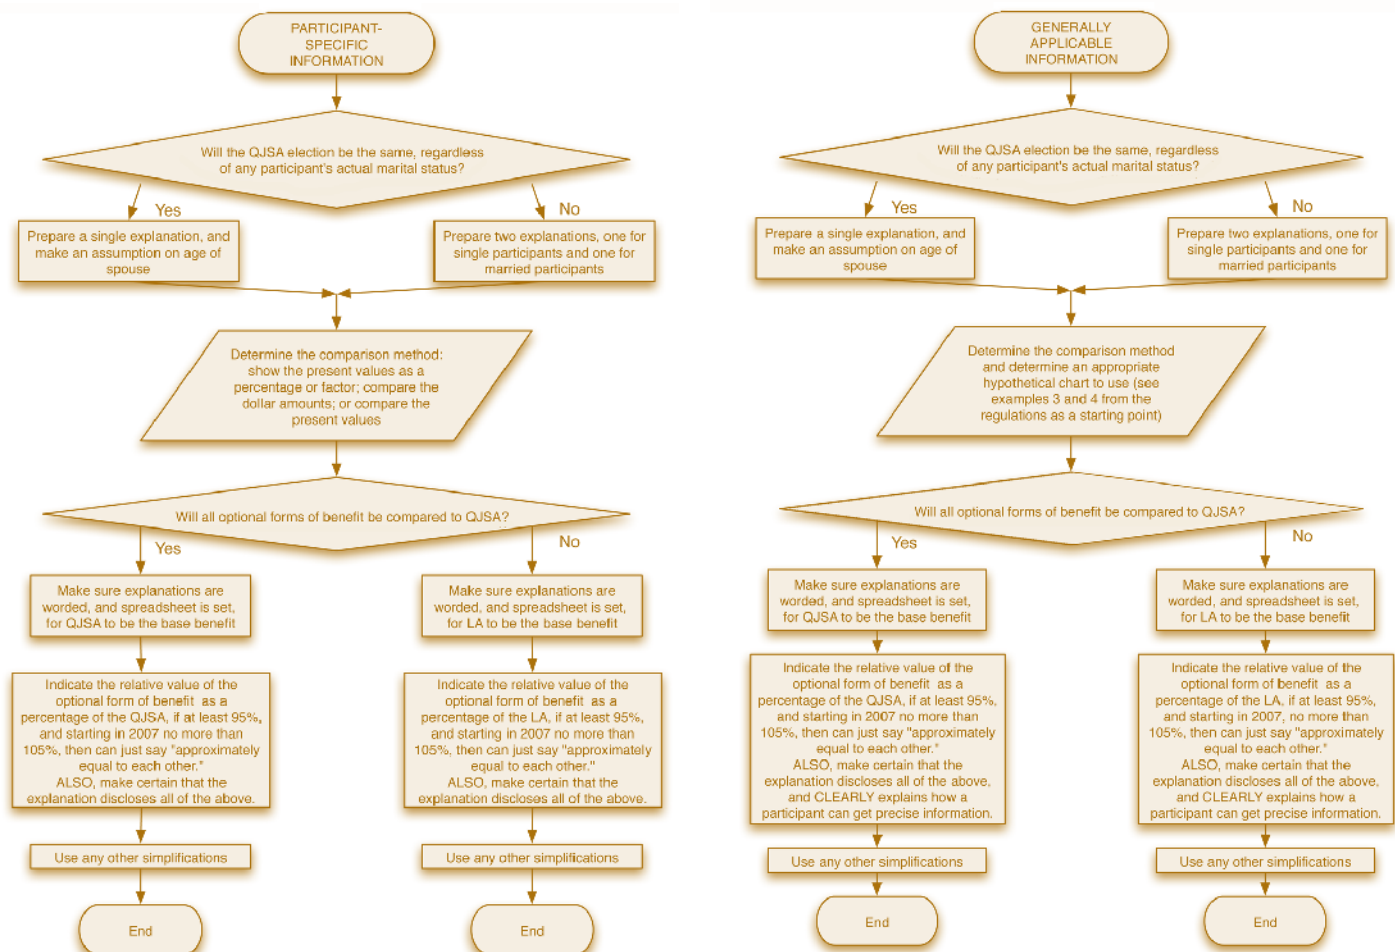 PARTICIPANT-
SPECIFIC
INFORMATION
Will the QJSA election be the same, regardless
of any participant's actual marital status?
Yes
No
Prepare a single explanation, and
make an assumption on age of
spouse
Prepare two explanations, one for
single participants and one for
married participants
Determine the comparison method:
show the present values as a
percentage or factor; compare the
dollar amounts; or compare the
present values
Will all optional forms of benefit be compared to QJSA?
Yes
No
Make sure explanations are
worded, and spreadsheet is set,
for QJSA to be the base benefit
Make sure explanations are
worded, and spreadsheet is set,
for LA to be the base benefit
Indicate the relative value of the
optional form of benefit as a
percentage of the QJSA, if at least 95%,
and starting in 2007 no more than
105%, then can just say "approximately
equal to each other."
ALSO, make certain that the
explanation discloses all of the above.
Indicate the relative value of the
optional form of benefit as a
percentage of the LA, if at least 95%,
and starting in 2007 no more than
105%, then can just say "approximately
equal to each other."
ALSO, make certain that the
explanation discloses all of the above.
Use any other simplifications
Use any other simplifications
End
End
GENERALLY
APPLICABLE
INFORMATION
Will the QJSA election be the same, regardless
of any participant's actual marital status?
Yes
No
Prepare a single explanation, and
make an assumption on age of
spouse
Prepare two explanations, one for
single participants and one for
married participants
Determine the comparison method
and determine an appropriate
hypothetical chart to use (see
examples 3 and 4 from the
regulations as a starting point)
Will all optional forms of benefit be compared to QJSA?
Yes
No
Make sure explanations are
worded, and spreadsheet is set,
for QJSA to be the base benefit
Make sure explanations are
worded, and spreadsheet is set,
for LA to be the base benefit
Indicate the relative value of the
optional form of benefit as a
percentage of the QJSA, if at least 95%,
and starting in 2007 no more than
105%, then can just say "approximately
equal to each other."
ALSO, make certain that the
explanation discloses all of the above,
and CLEARLY explains how a
participant can get precise information.
Indicate the relative value of the
optional form of benefit as a
percentage of the LA, if at least 95%,
and starting in 2007, no more than
105%, then can just say "approximately
equal to each other."
ALSO, make certain that the
explanation discloses all of the above,
and CLEARLY explains how a
participant can get precise information.
Use any other simplifications
Use any other simplifications
End
End